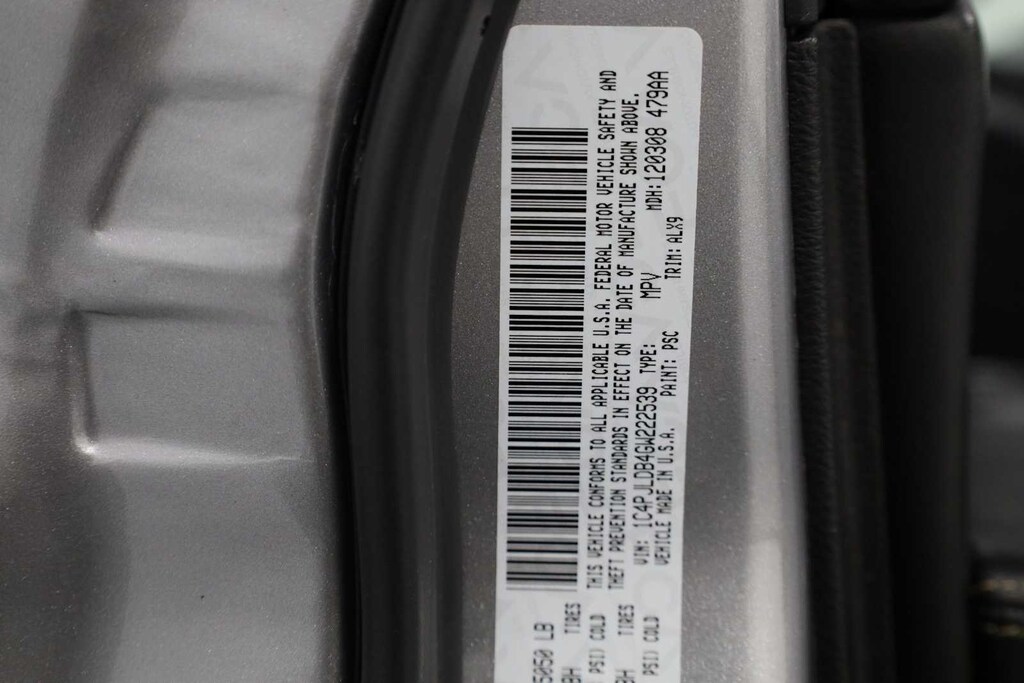 5050 LB
TIRES
PSI) COLD
TIRES
PSI) COLD
THIS VEHICLE CONFORMS TO ALL APPLICABLE U.S.A. FEDERAL MOTOR VEHICLE SAFETY AND
THEFT PREVENTION STANDARDS IN EFFECT ON THE DATE OF MANUFACTURE SHOWN ABOVE.
VIN: 1C4PJLDB4GW222539 TYPE: MPV MDH:120308 479AA
VEHICLE MADE IN U.S.A. PAINT: PSC TRIM: ALX9